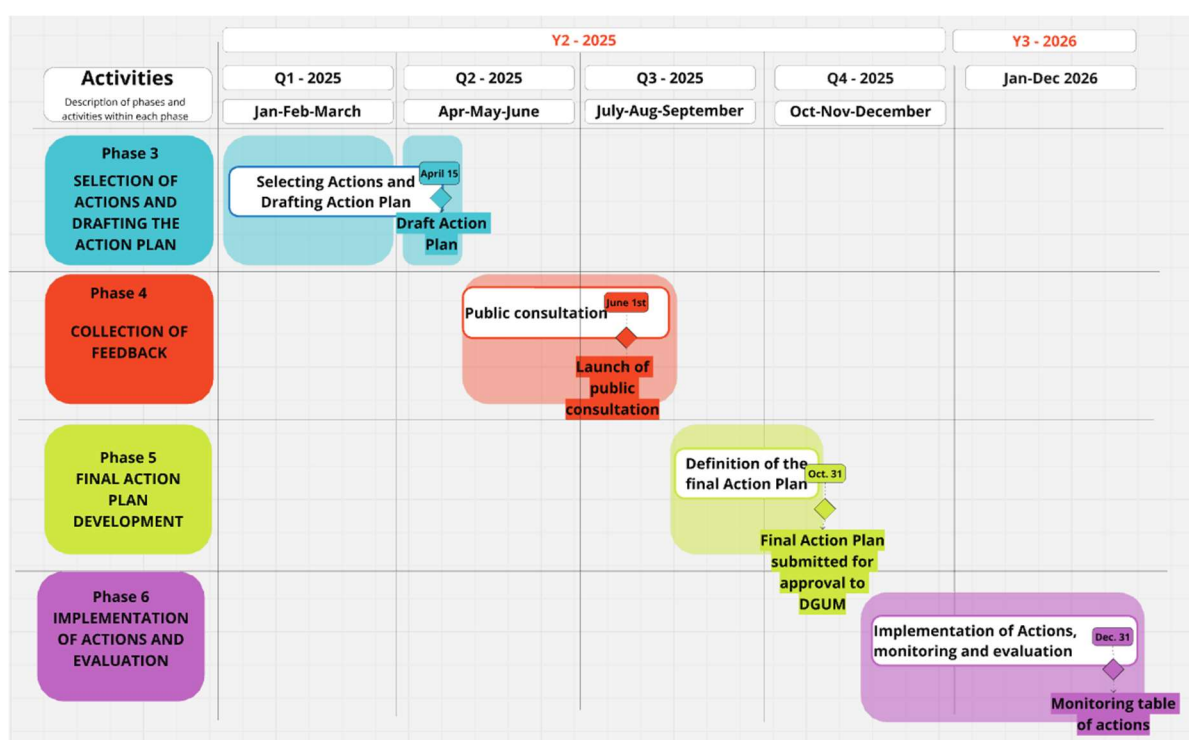 Y2 - 2025
Y3 - 2026
Activities
Description of phases and
activities within each phase
Q1 - 2025
Q2 - 2025
Q3 - 2025
Q4 - 2025
Jan-Dec 2026
Jan-Feb-March
Apr-May-June
July-Aug-September
Oct-Nov-December
Phase 3
SELECTION OF
ACTIONS AND
DRAFTING THE
ACTION PLAN
Selecting Actions and
Drafting Action Plan
April 15
Draft Action
Plan
Phase 4
COLLECTION OF
FEEDBACK
Public consultation
June 1st
Launch of
public
consultation
Phase 5
FINAL ACTION
PLAN
DEVELOPMENT
Definition of the
final Action Plan
Oct. 31
Final Action Plan
submitted for
approval to
DGUM
Phase 6
IMPLEMENTATION
OF ACTIONS AND
EVALUATION
Implementation of Actions,
monitoring and evaluation
Dec. 31
Monitoring table
of actions